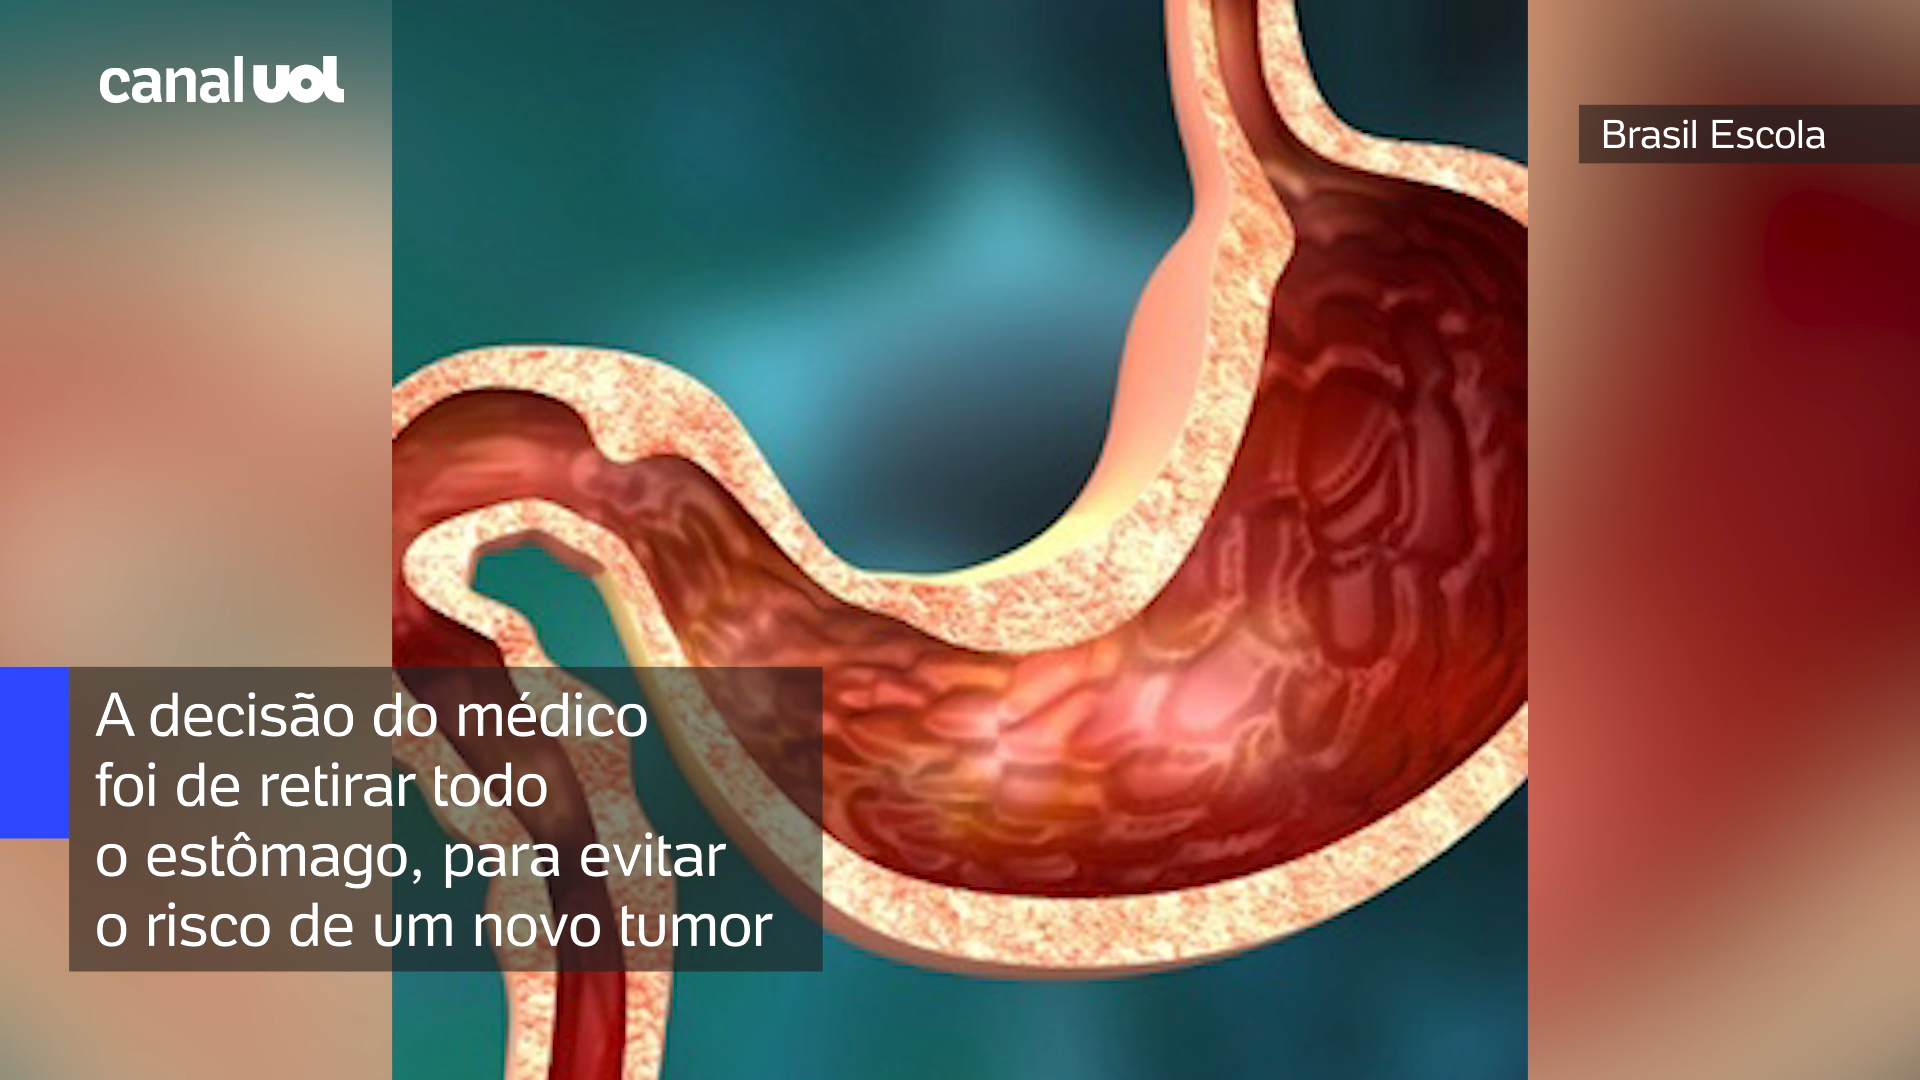 canal uol
Brasil Escola
A decisão do médico
foi de retirar todo
o estômago, para evitar
o risco de um novo tumor